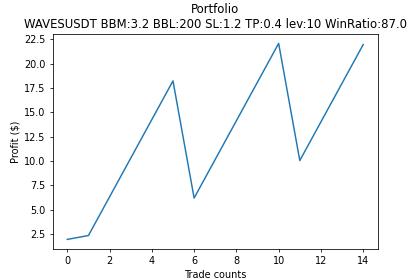 Portfolio
WAVESUSDT BBM:3.2 BBL:200 SL:1.2 TP:0.4 lev:10 WinRatio:87.0
22.5
20.0
17.5
15.0
12.5
10.0
7.5
5.0
2.5
Profit ($)
0 2 4 6 8 10 12 14
Trade counts